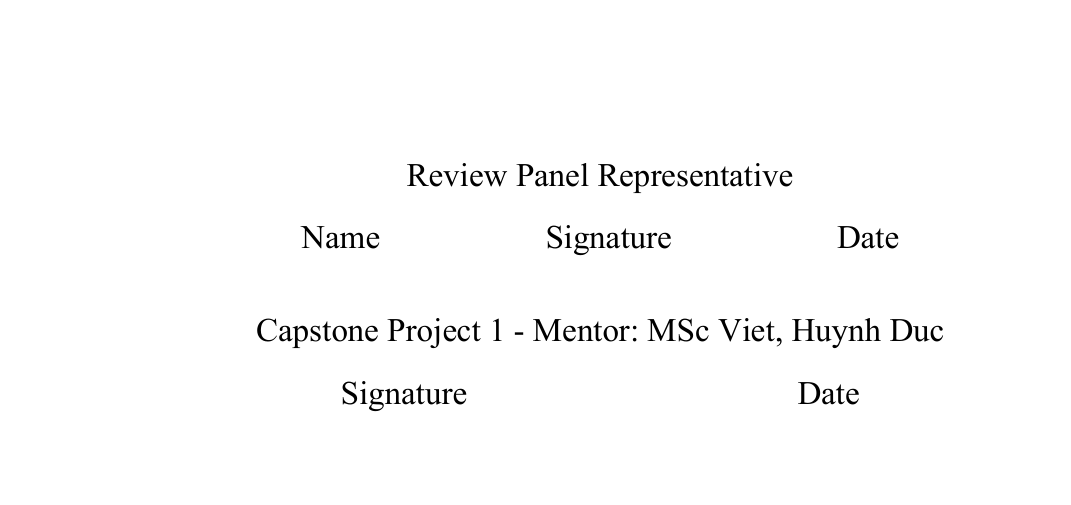 Review Panel Representative
Name Signature Date
Capstone Project 1 - Mentor: MSc Viet, Huynh Duc
Signature Date